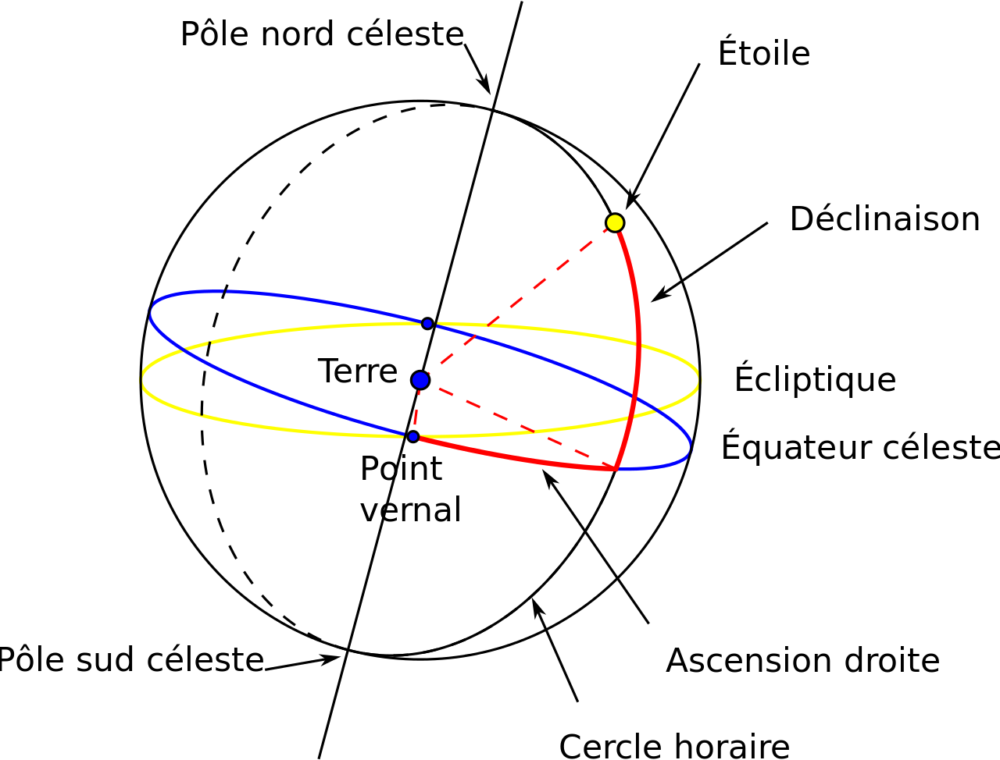 Pôle nord céleste
Étoile
Déclinaison
Terre
Écliptique
Équateur céleste
Point
vernal
Pôle sud céleste
Ascension droite
Cercle horaire